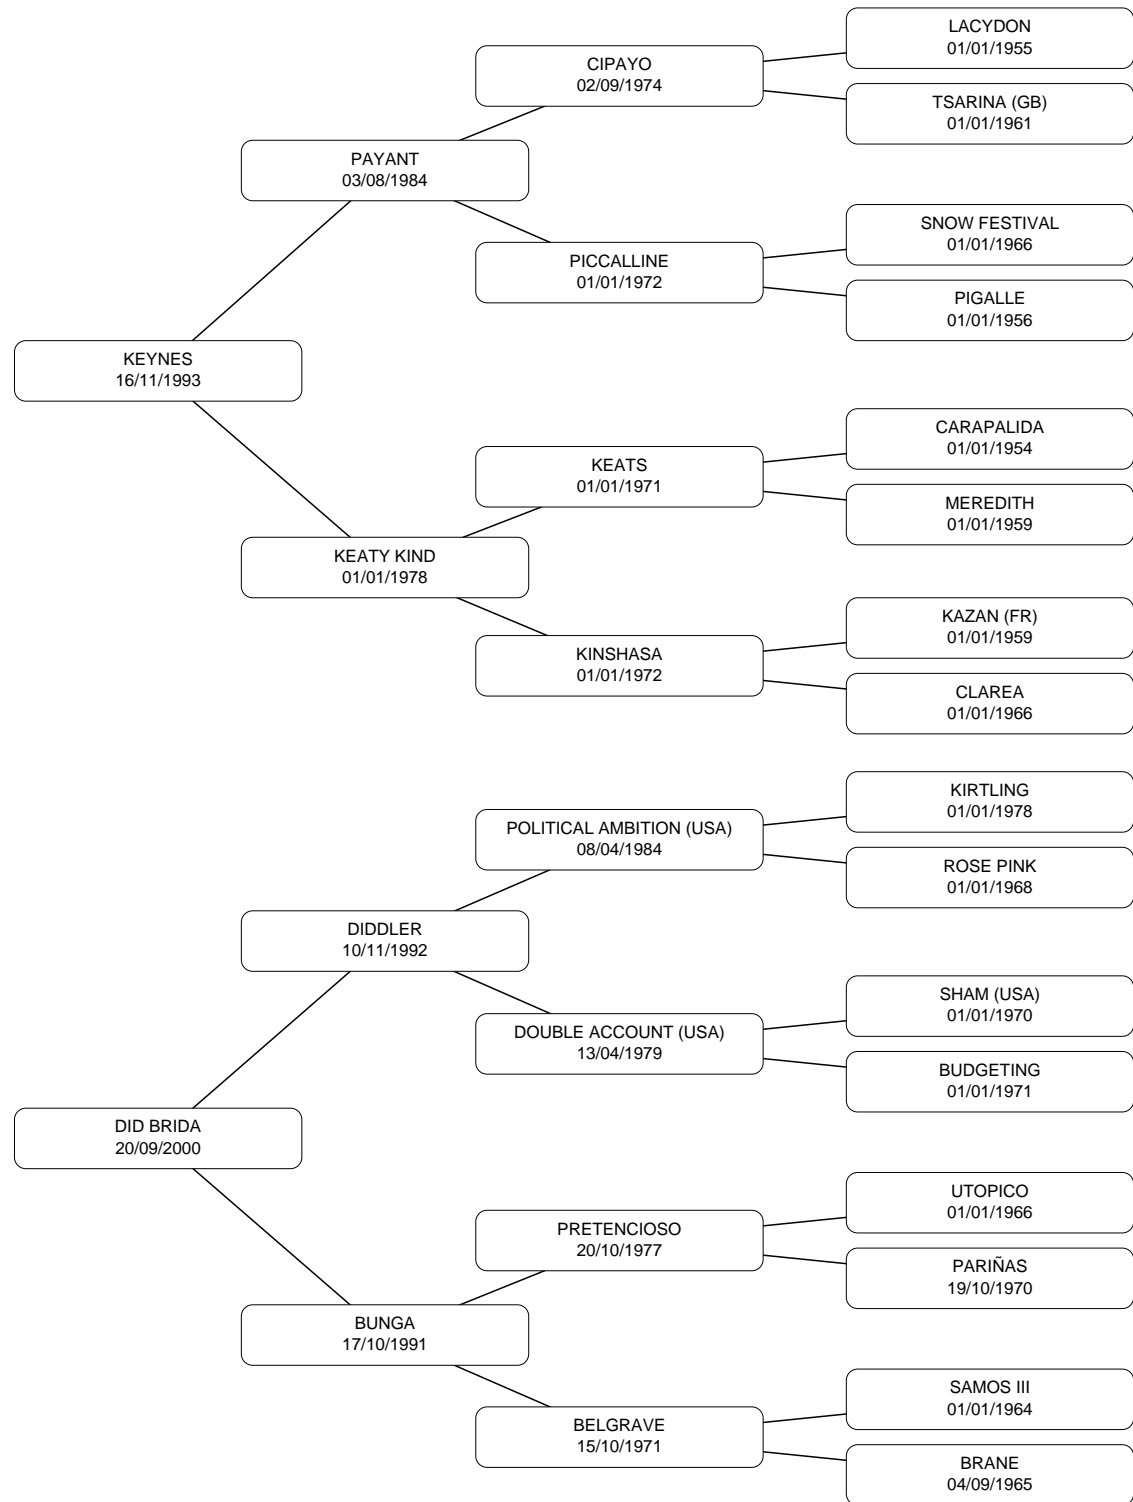 LACYDON
01/01/1955
CIPAYO
02/09/1974
TSARINA (GB)
01/01/1961
PAYANT
03/08/1984
SNOW FESTIVAL
01/01/1966
PICCALLINE
01/01/1972
PIGALLE
01/01/1956
KEYNES
16/11/1993
CARAPALIDA
01/01/1954
KEATS
01/01/1971
MEREDITH
01/01/1959
KEATY KIND
01/01/1978
KAZAN (FR)
01/01/1959
KINSHASA
01/01/1972
CLAREA
01/01/1966
KIRTLING
01/01/1978
POLITICAL AMBITION (USA)
08/04/1984
ROSE PINK
01/01/1968
DIDDLER
10/11/1992
SHAM (USA)
01/01/1970
DOUBLE ACCOUNT (USA)
13/04/1979
BUDGETING
01/01/1971
DID BRIDA
20/09/2000
UTOPICO
01/01/1966
PRETENCIOSO
20/10/1977
PARIÑAS
19/10/1970
BUNGA
17/10/1991
SAMOS III
01/01/1964
BELGRAVE
15/10/1971
BRANE
04/09/1965